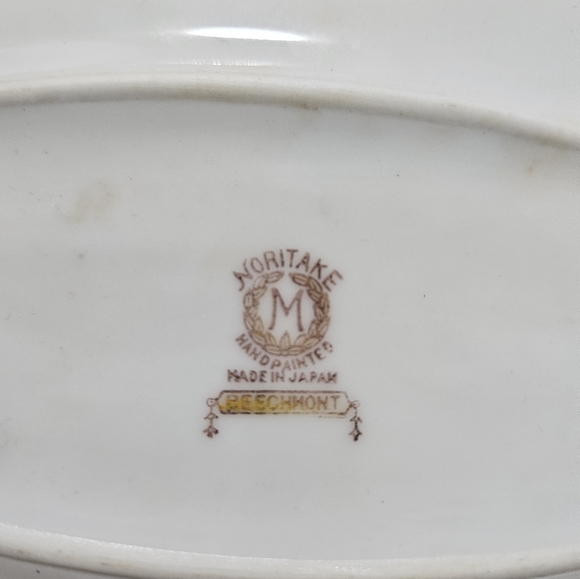 NORITAKE
M
HANDPAINTED
MADE IN JAPAN
BEECHMONT